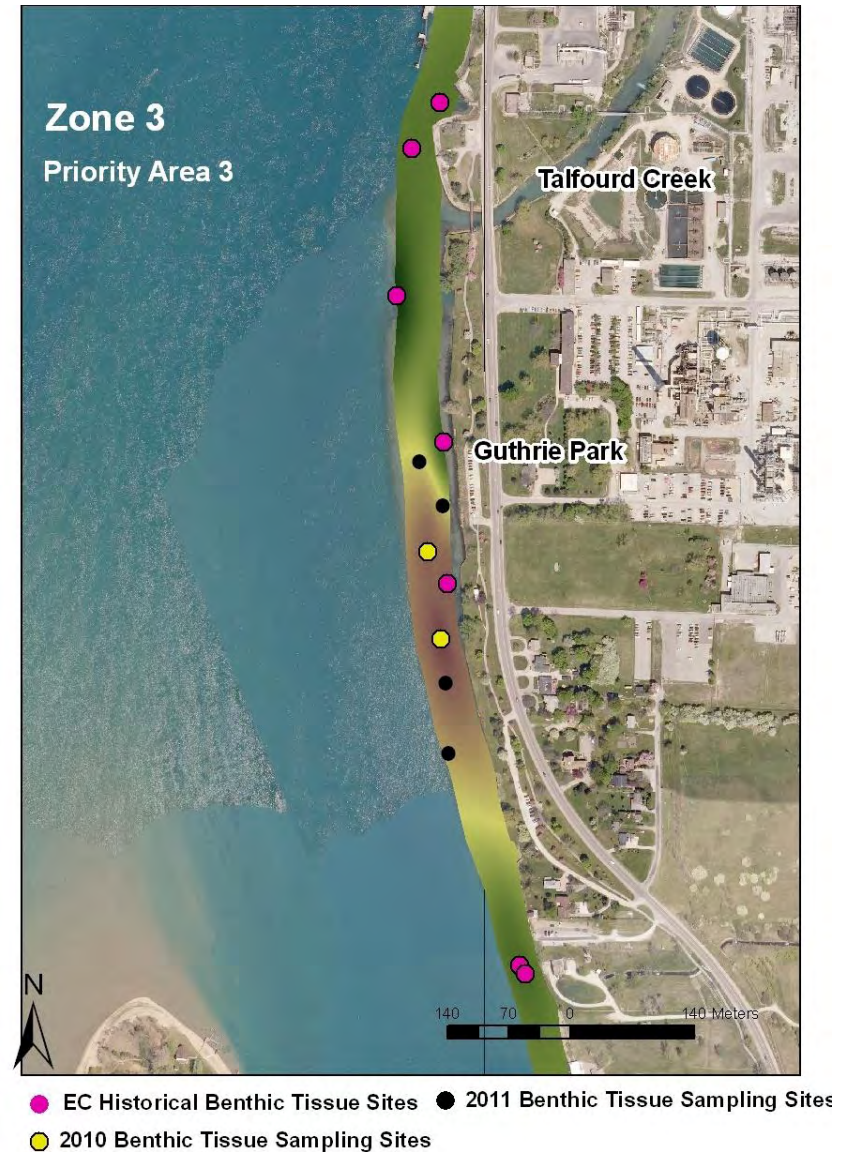 Zone 3
Priority Area 3
Talfourd Creek
Guthrie Park
N
140 70 0 140 Meters
EC Historical Benthic Tissue Sites
2011 Benthic Tissue Sampling Sites
2010 Benthic Tissue Sampling Sites